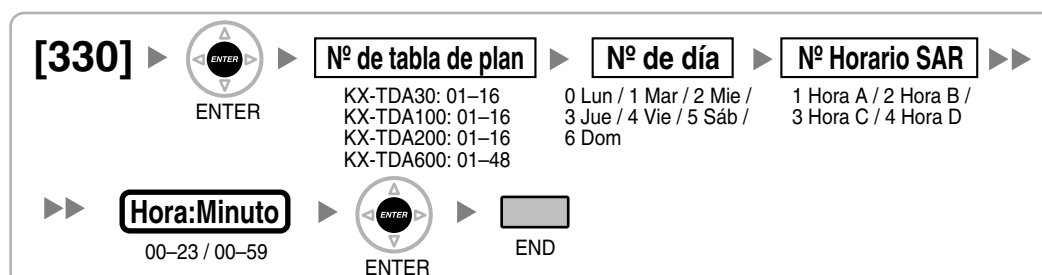 [330] ENTER Nº de tabla de plan Nº de día Nº Horario SAR
ENTER
KX-TDA30: 01–16 0 Lun / 1 Mar / 2 Mie / 1 Hora A / 2 Hora B /
KX-TDA100: 01–16 3 Jue / 4 Vie / 5 Sáb / 3 Hora C / 4 Hora D
KX-TDA200: 01–16 6 Dom
KX-TDA600: 01–48
Hora:Minuto ENTER
00–23 / 00–59 END
ENTER